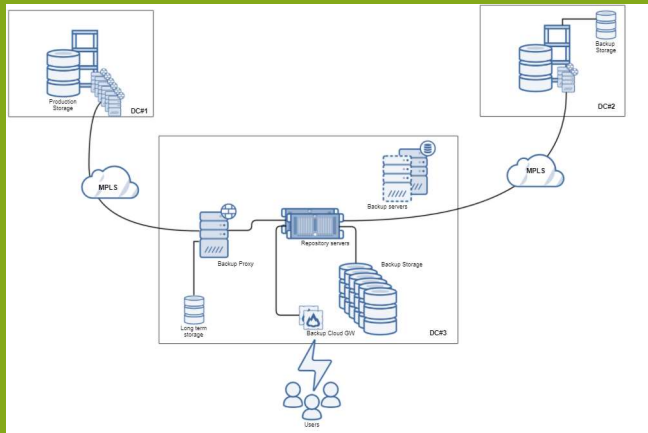 Production
Storage
DC#1
Backup
Storage
DC#2
MPLS
MPLS
Backup servers
Repository servers
Backup Proxy
Backup Storage
Long term
storage
Backup Cloud GW
DC#3
Users